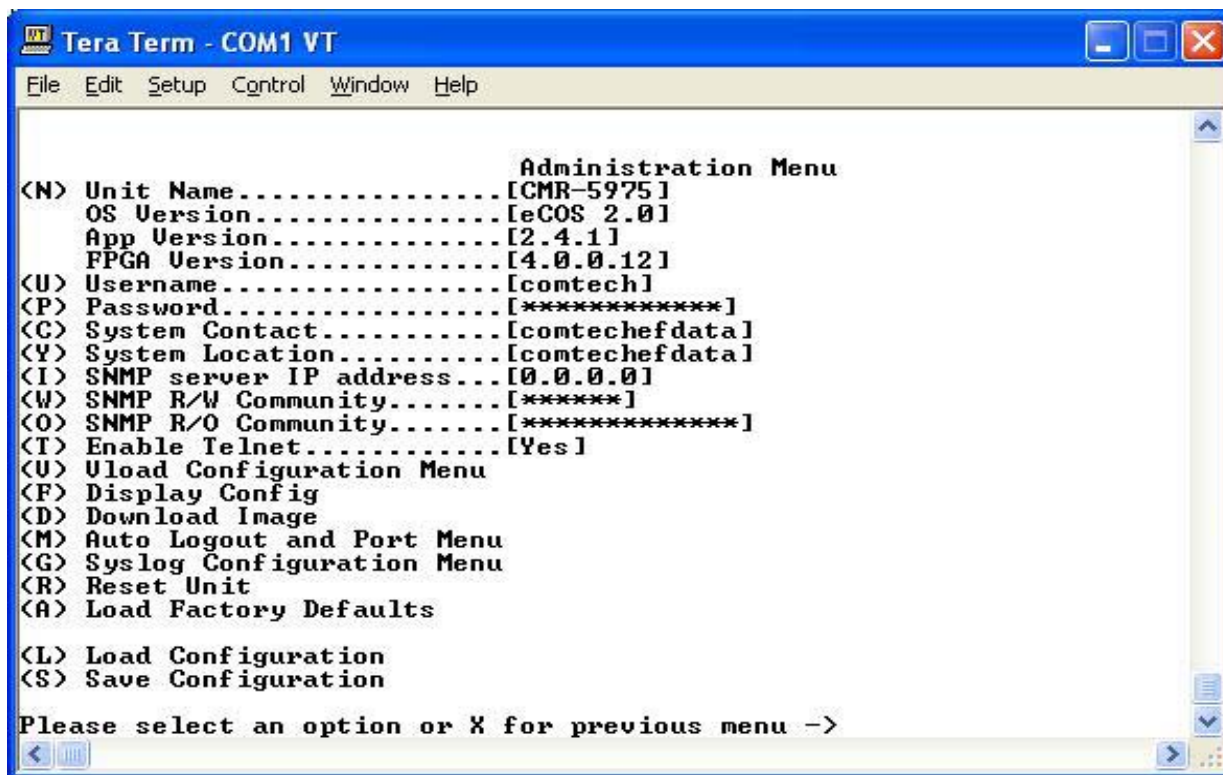 Tera Term - COM1 VT
File Edit Setup Control Window Help
Administration Menu
(N) Unit Name................[CMR-5975]
OS Version...............[eCOS 2.0]
App Version..............[2.4.1]
FPGA Version.............[4.0.0.12]
(U) Username.................[comtech]
(P) Password.................[************]
(C) System Contact...........[comtechefdata]
(Y) System Location..........[comtechefdata]
(I) SNMP server IP address...[0.0.0.0]
(W) SNMP R/W Community.......[******]
(O) SNMP R/O Community.......[*************]
(T) Enable Telnet............[Yes]
(V) Vload Configuration Menu
(F) Display Config
(D) Download Image
(M) Auto Logout and Port Menu
(G) Syslog Configuration Menu
(R) Reset Unit
(A) Load Factory Defaults
(L) Load Configuration
(S) Save Configuration
Please select an option or X for previous menu ->